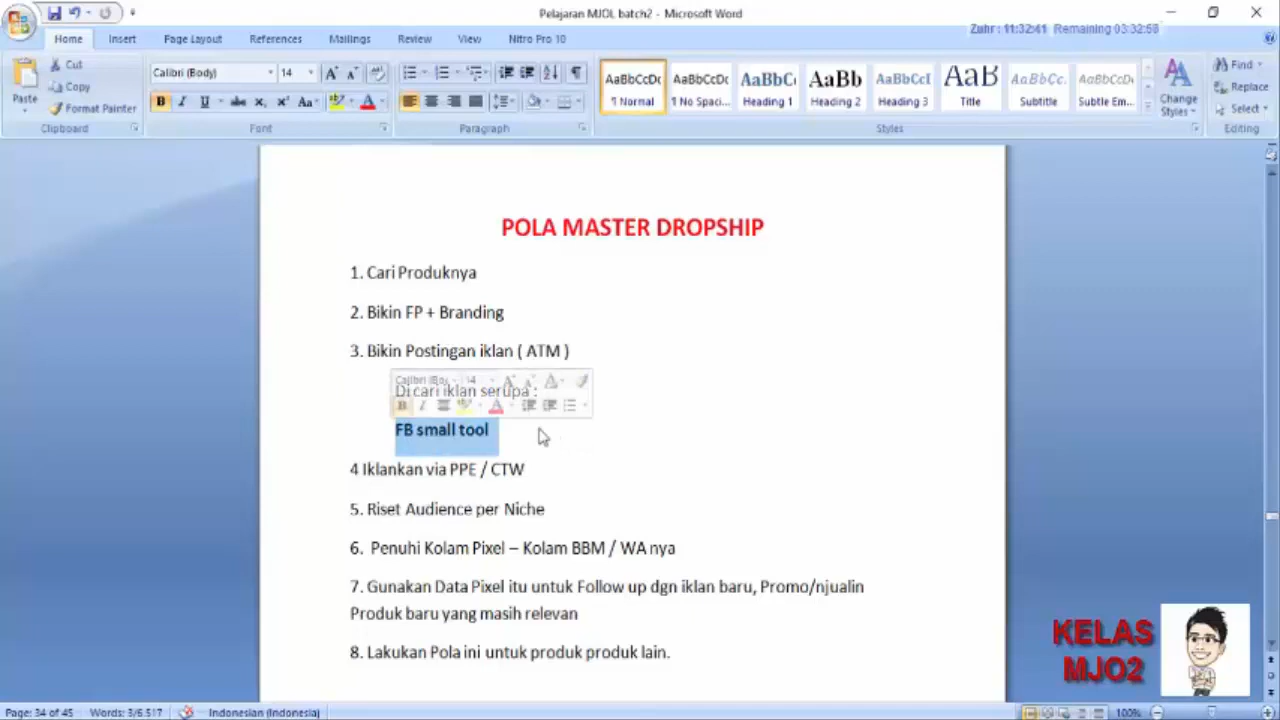 Pelajaran MJOL batch2 - Microsoft Word
Zuhr : 11:32:41 Remaining 03:32:58
Home Insert Page Layout References Mailings Review View Nitro Pro 10
Paste
Cut
Copy
Format Painter
Clipboard
Calibri (Body) 14
Font
Paragraph
AaBbCcDc AaBbCcDc AaBbCc AaBb AaBbCcI AaB AaBbCc. AaBbCcDc
¶ Normal ¶ No Spaci... Heading 1 Heading 2 Heading 3 Title Subtitle Subtle Em...
Change Styles
Styles
Find
Replace
Select
Editing
POLA MASTER DROPSHIP
1. Cari Produknya
2. Bikin FP + Branding
3. Bikin Postingan iklan ( ATM )
Di cari iklan serupa :
FB small tool
4 Iklankan via PPE / CTW
5. Riset Audience per Niche
6. Penuhi Kolam Pixel – Kolam BBM / WA nya
7. Gunakan Data Pixel itu untuk Follow up dgn iklan baru, Promo/njualin
Produk baru yang masih relevan
8. Lakukan Pola ini untuk produk produk lain.
KELAS
MJO2
Page: 34 of 45 Words: 3/6.517 Indonesian (Indonesia) 100%